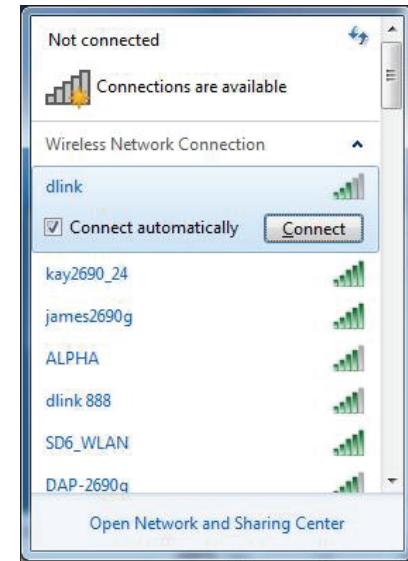 Not connected
Connections are available
Wireless Network Connection
dlink
Connect automatically Connect
kay2690_24
james2690g
ALPHA
dlink 888
SD6_WLAN
DAP-2690g
Open Network and Sharing Center